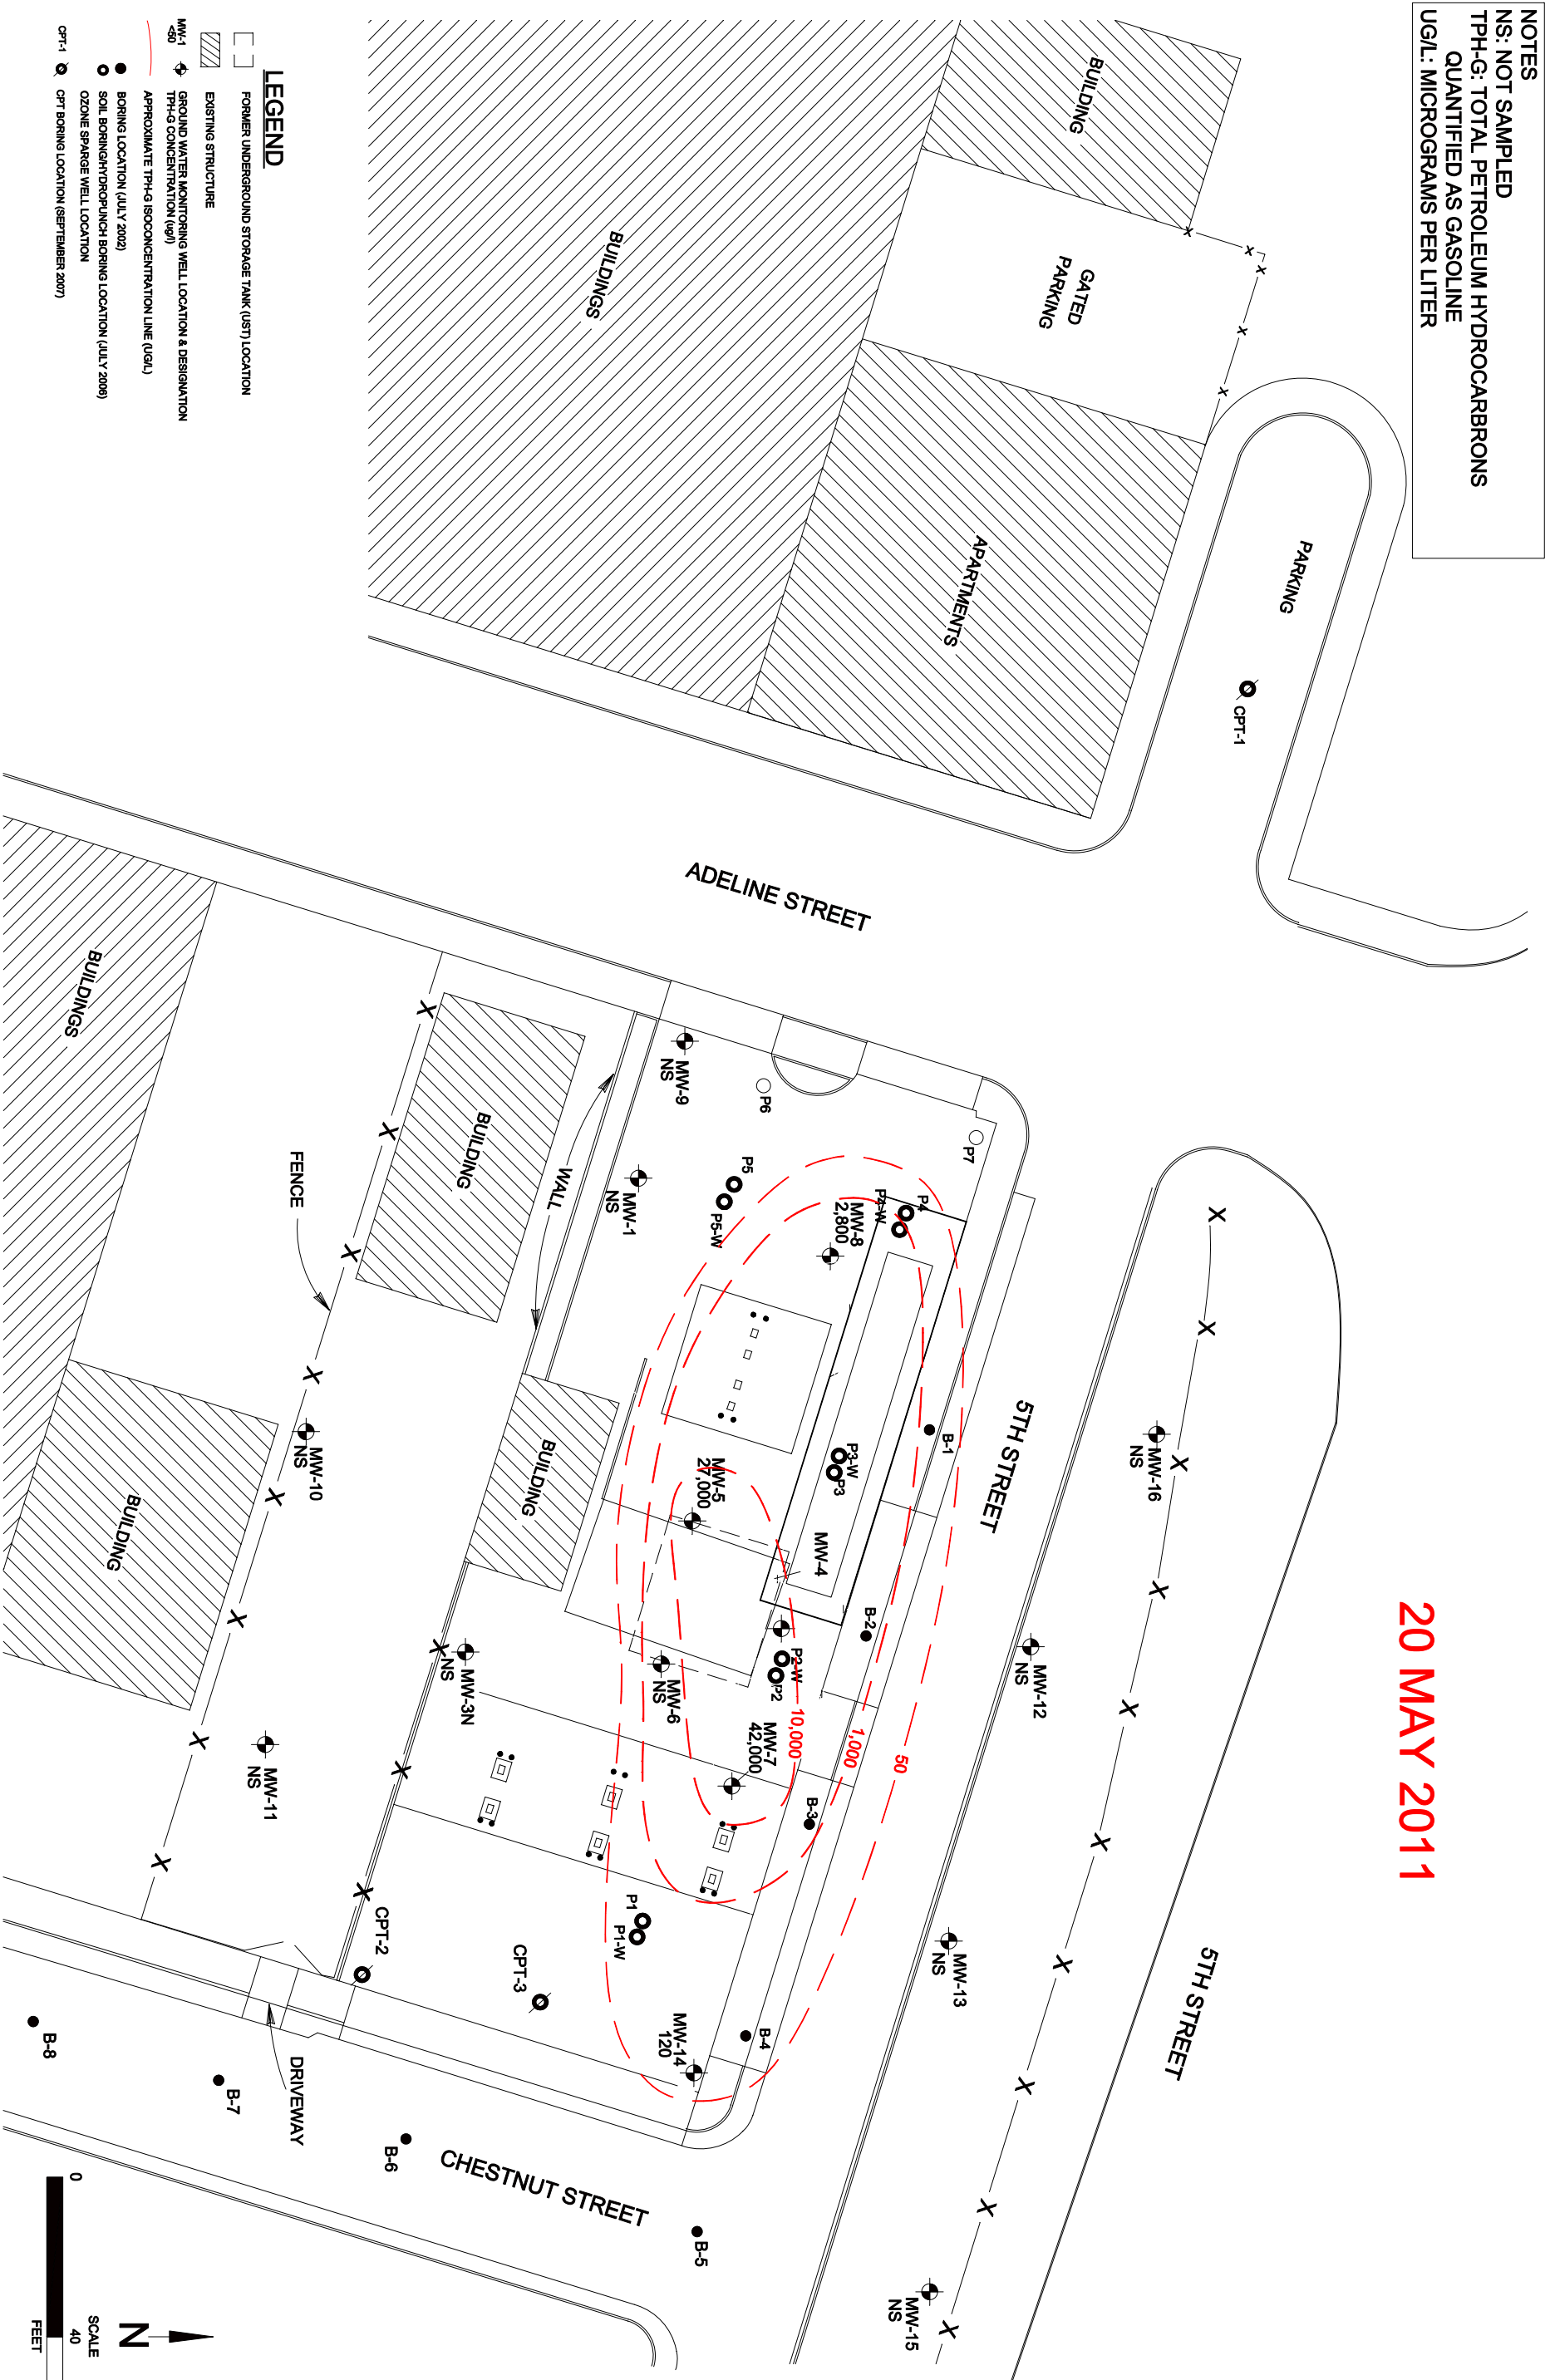 NOTES
NS: NOT SAMPLED
TPH-G: TOTAL PETROLEUM HYDROCARBRONS
QUANTIFIED AS GASOLINE
UG/L: MICROGRAMS PER LITER
20 MAY 2011
BUILDING
GATED
PARKING
BUILDINGS
APARTMENTS
PARKING
CPT-1
ADELINE STREET
5TH STREET
5TH STREET
CHESTNUT STREET
MW-16
NS
MW-12
NS
MW-13
NS
MW-15
NS
P7
P6
MW-9
NS
MW-1
NS
P5
P5-W
P4
P4-W
MW-8
2,800
B-1
P3-W
P3
MW-5
27,000
MW-4
B-2
P2-W
P2
MW-6
NS
MW-7
42,000
10,000
1,000
50
B-3
B-4
MW-14
120
P1
P1-W
CPT-3
CPT-2
MW-3N
NS
MW-10
NS
MW-11
NS
WALL
FENCE
BUILDING
BUILDING
BUILDING
BUILDINGS
DRIVEWAY
B-5
B-6
B-7
B-8
LEGEND
FORMER UNDERGROUND STORAGE TANK (UST) LOCATION
EXISTING STRUCTURE
MW-1
<50
GROUND WATER MONITORING WELL LOCATION & DESIGNATION
TPH-G CONCENTRATION (ug/l)
APPROXIMATE TPH-G ISOCONCENTRATION LINE (UG/L)
BORING LOCATION (JULY 2002)
SOIL BORING/HYDROPUNCH BORING LOCATION (JULY 2006)
OZONE SPARGE WELL LOCATION
CPT-1
CPT BORING LOCATION (SEPTEMBER 2007)
N
SCALE
0
40
FEET